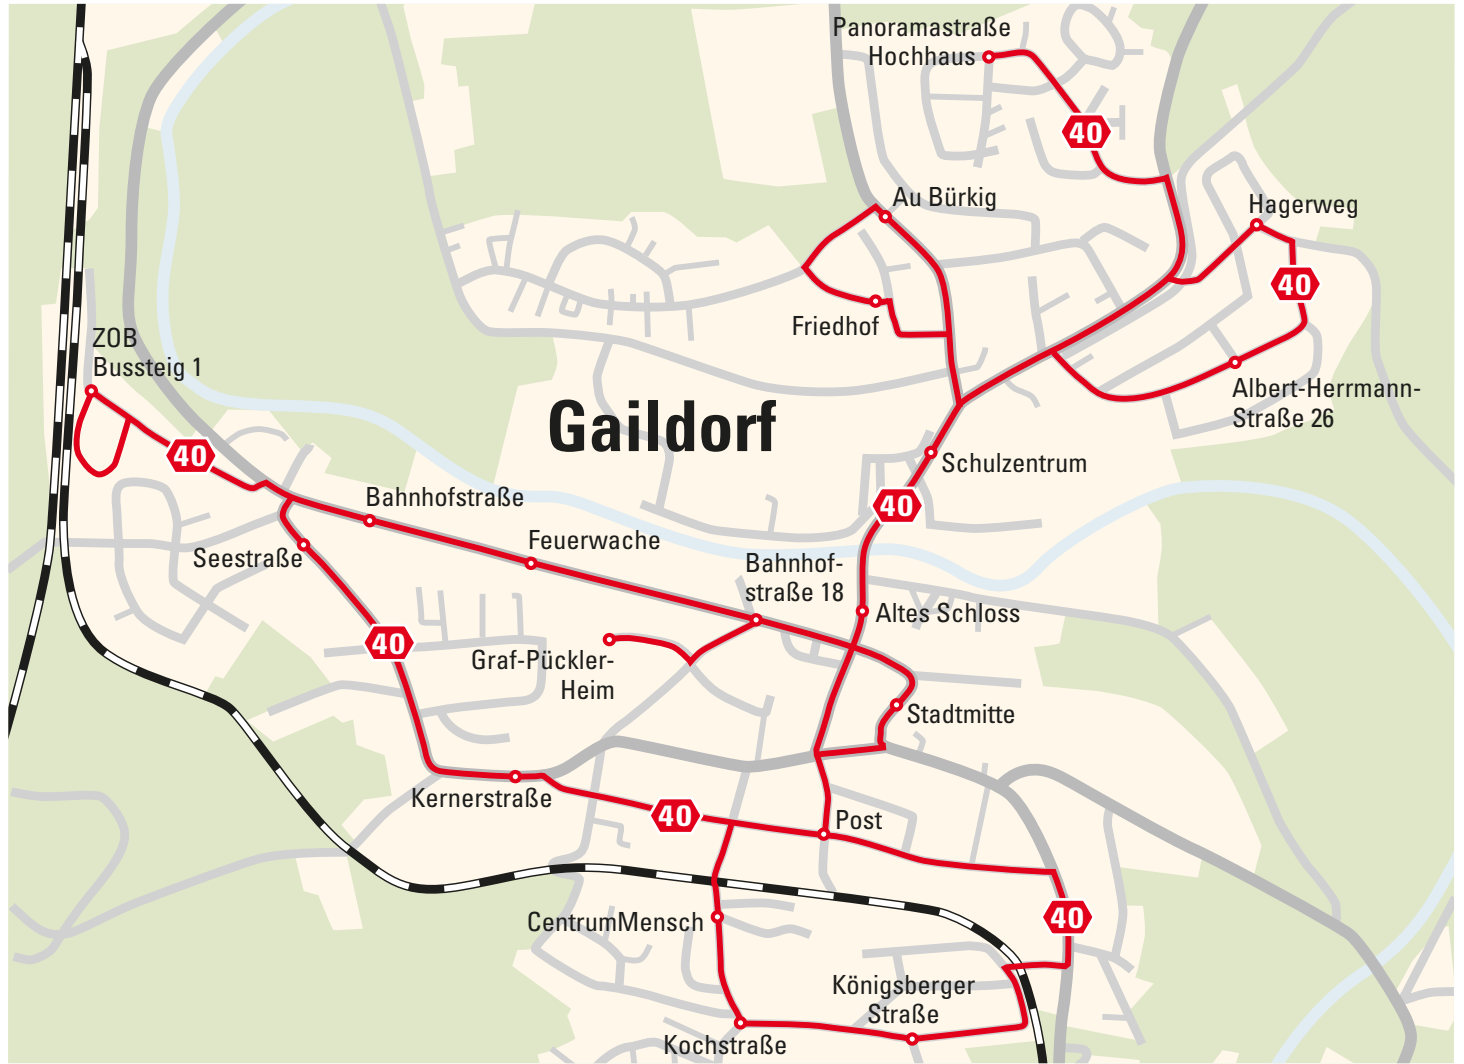 Panoramastraße
Hochhaus
40
Au Bürkig
Hagerweg
40
Friedhof
ZOB
Bussteig 1
Albert-Herrmann-
Straße 26
Gaildorf
40
Schulzentrum
Bahnhofstraße
40
Feuerwache
Seestraße
Bahnhof-
straße 18
Altes Schloss
40
Graf-Pückler-
Heim
Stadtmitte
Kernerstraße
40
Post
CentrumMensch
40
Königsberger
Straße
Kochstraße